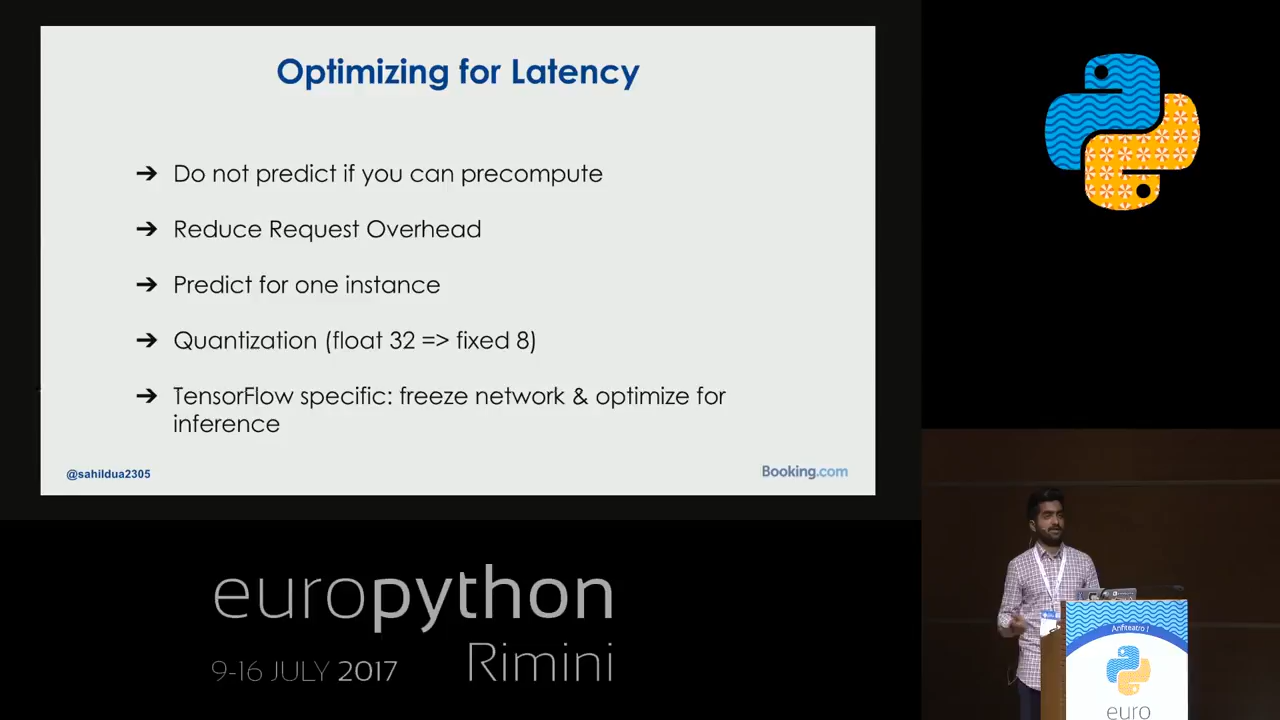 Optimizing for Latency
➔ Do not predict if you can precompute
➔ Reduce Request Overhead
➔ Predict for one instance
➔ Quantization (float 32 => fixed 8)
➔ TensorFlow specific: freeze network & optimize for
inference
@sahildua2305
Booking.com
europython
9-16 JULY 2017
Rimini
Anfiteatro 1
euro